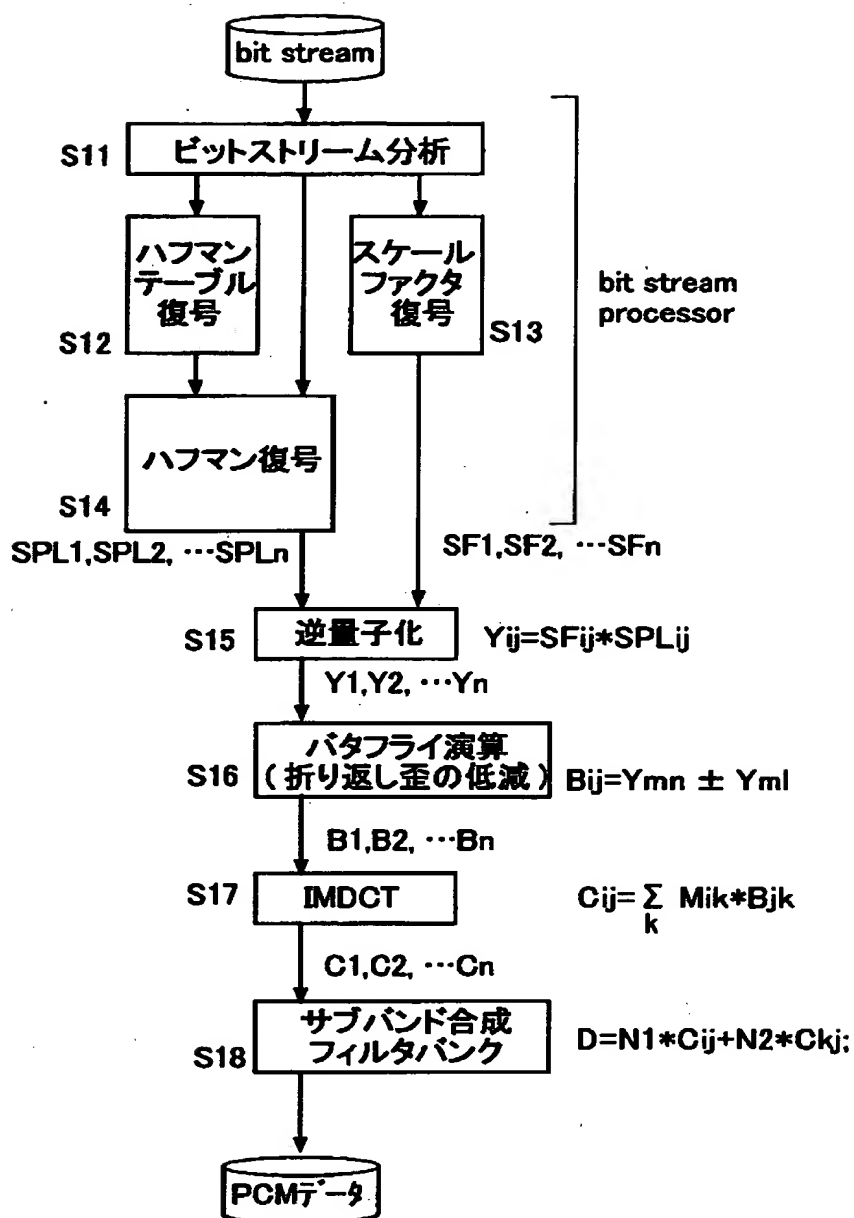 bit stream
S11
ビットストリーム分析
ハフマン
テーブル
復号
S12
スケール
ファクタ
復号
S13
bit stream
processor
ハフマン復号
S14
SPL1,SPL2, …SPLn
SF1,SF2, …SFn
S15
逆量子化
Yij=SFij*SPLij
Y1,Y2, …Yn
S16
バタフライ演算
(折り返し歪の低減)
Bij=Ymn ± Yml
B1,B2, …Bn
S17
IMDCT
Cij=Σ Mik*Bjk
k
C1,C2, …Cn
S18
サブバンド合成
フィルタバンク
D=N1*Cij+N2*Ckj;
PCMデータ